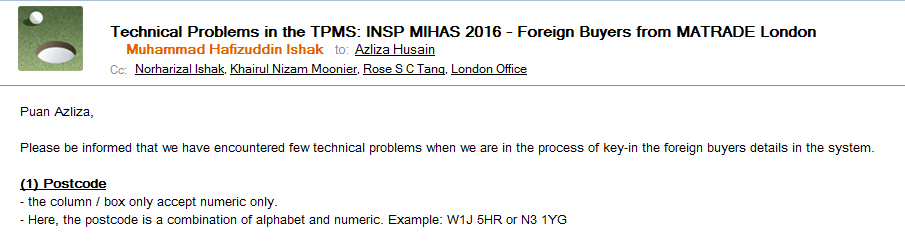 Technical Problems in the TPMS: INSP MIHAS 2016 - Foreign Buyers from MATRADE London
Muhammad Hafizuddin Ishak to: Azliza Husain
Cc: Norharizal Ishak, Khairul Nizam Moonier, Rose S C Tang, London Office
Puan Azliza,
Please be informed that we have encountered few technical problems when we are in the process of key-in the foreign buyers details in the system.
(1) Postcode
- the column / box only accept numeric only.
- Here, the postcode is a combination of alphabet and numeric. Example: W1J 5HR or N3 1YG